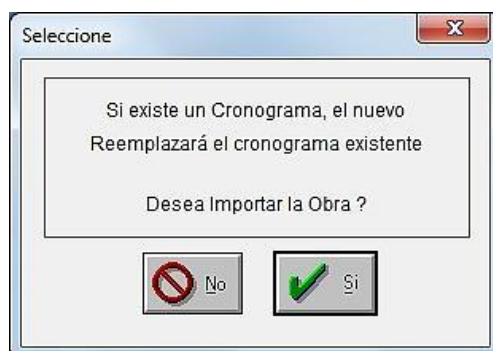 Seleccione
Si existe un Cronograma, el nuevo
Reemplazará el cronograma existente
Desea Importar la Obra ?
No
Si